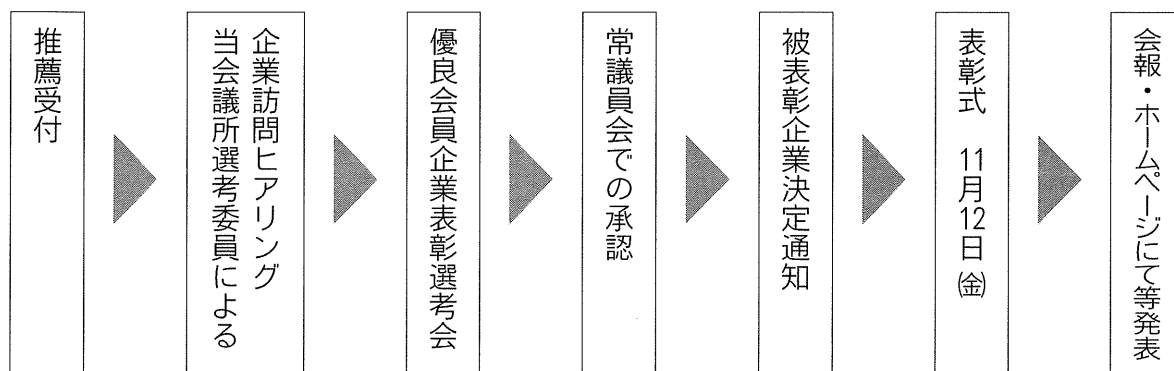 推薦受付
企業訪問ヒアリング
当会議所選考委員による
優良会員企業表彰選考会
常議員会での承認
被表彰企業決定通知
表彰式 11月12日㈮
会報・ホームページにて等発表